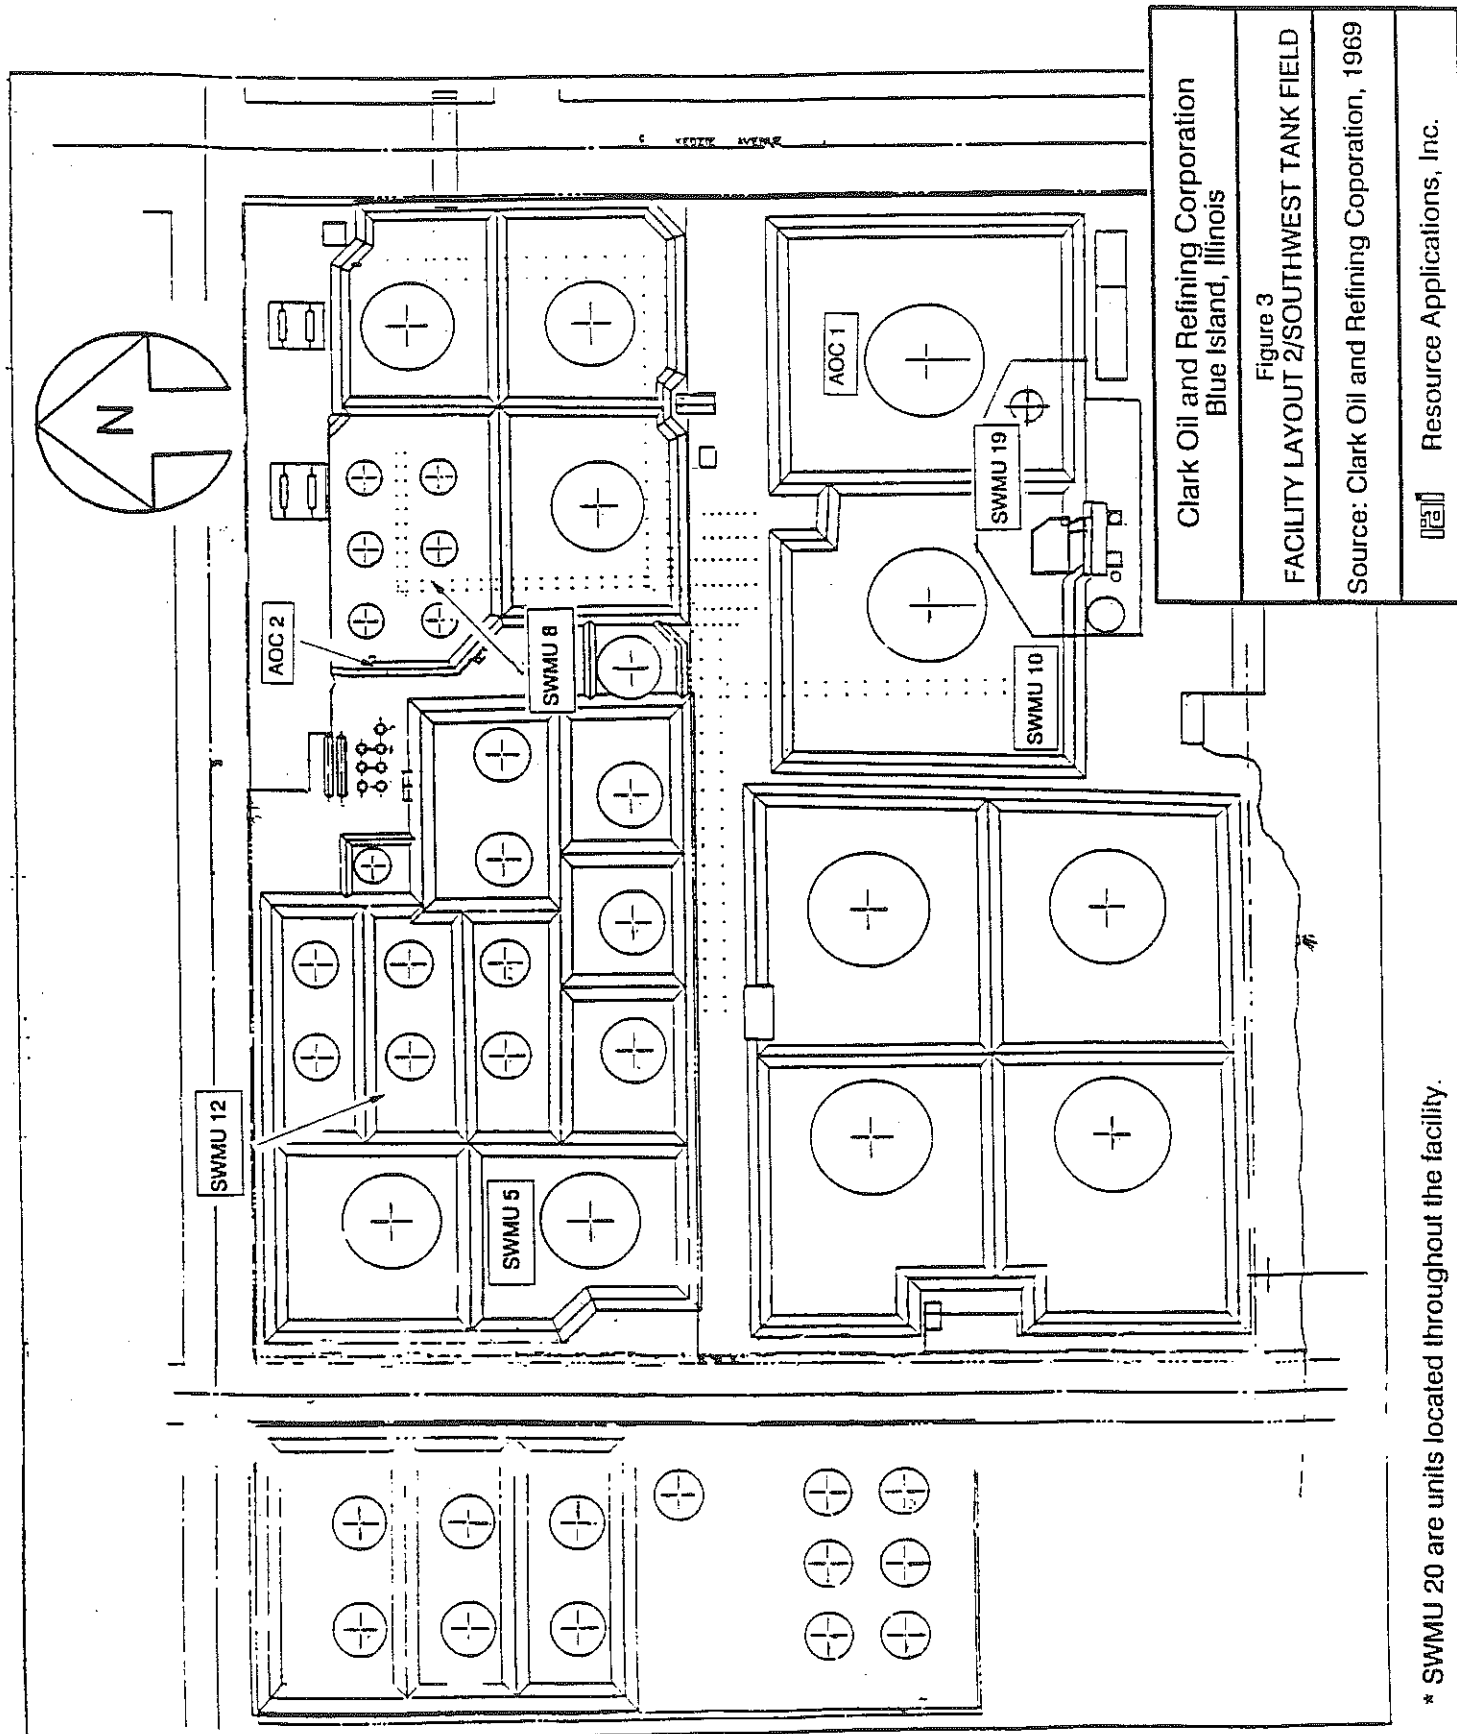 N
S KEDZIE AVENUE
AOC 2
SWMU 8
SWMU 12
SWMU 5
AOC 1
SWMU 19
SWMU 10
Clark Oil and Refining Corporation
Blue Island, Illinois
Figure 3
FACILITY LAYOUT 2/SOUTHWEST TANK FIELD
Source: Clark Oil and Refining Coporation, 1969
Resource Applications, Inc.
* SWMU 20 are units located throughout the facility.